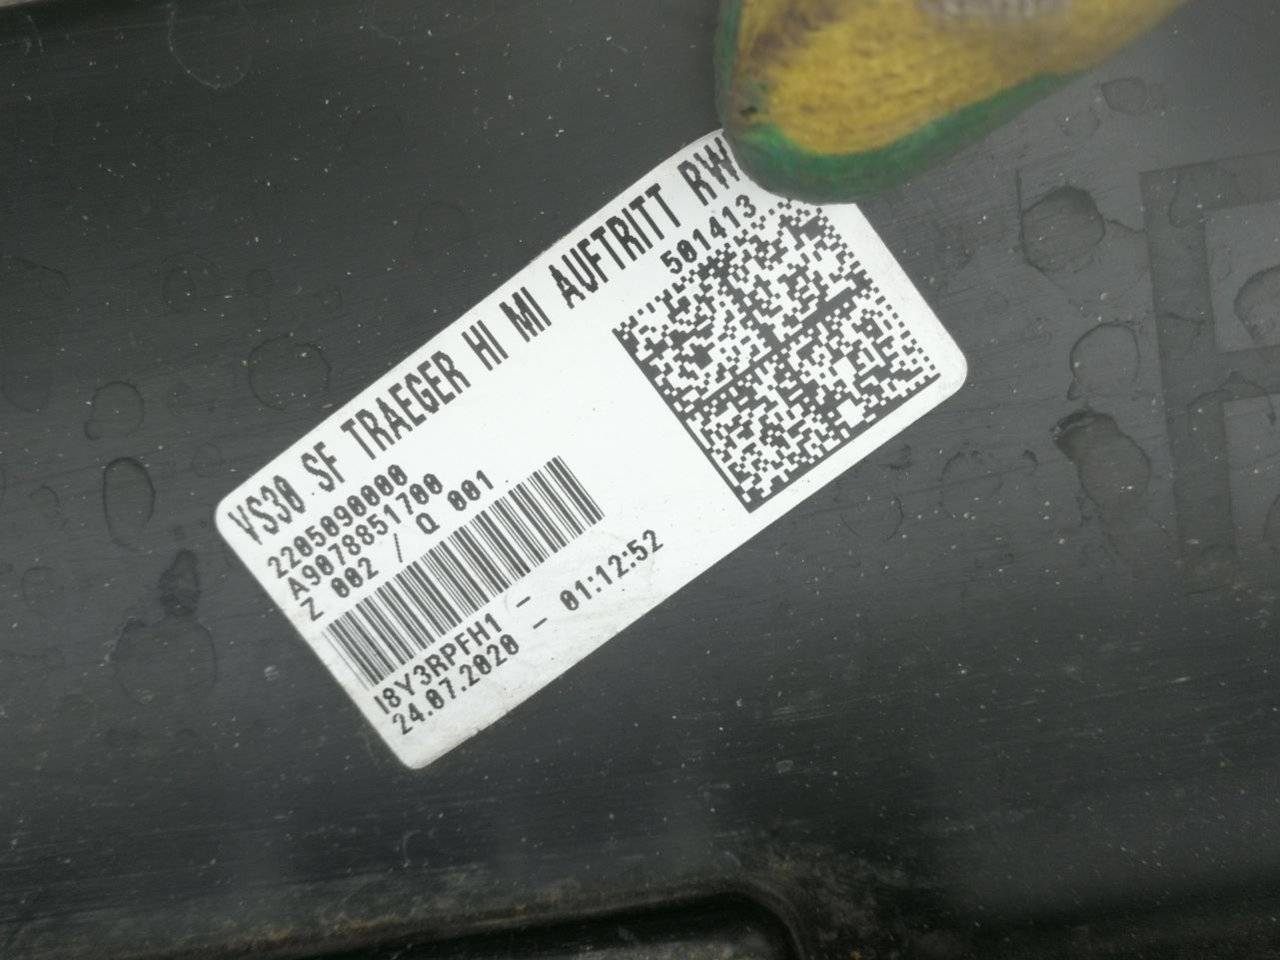 VS30 SF TRAEGER HI MI AUFTRITT RW
501413
2205090000
A9078851700
Z 002 / Q 001
I8Y3RPFH1 -
24.07.2020 - 01:12:52